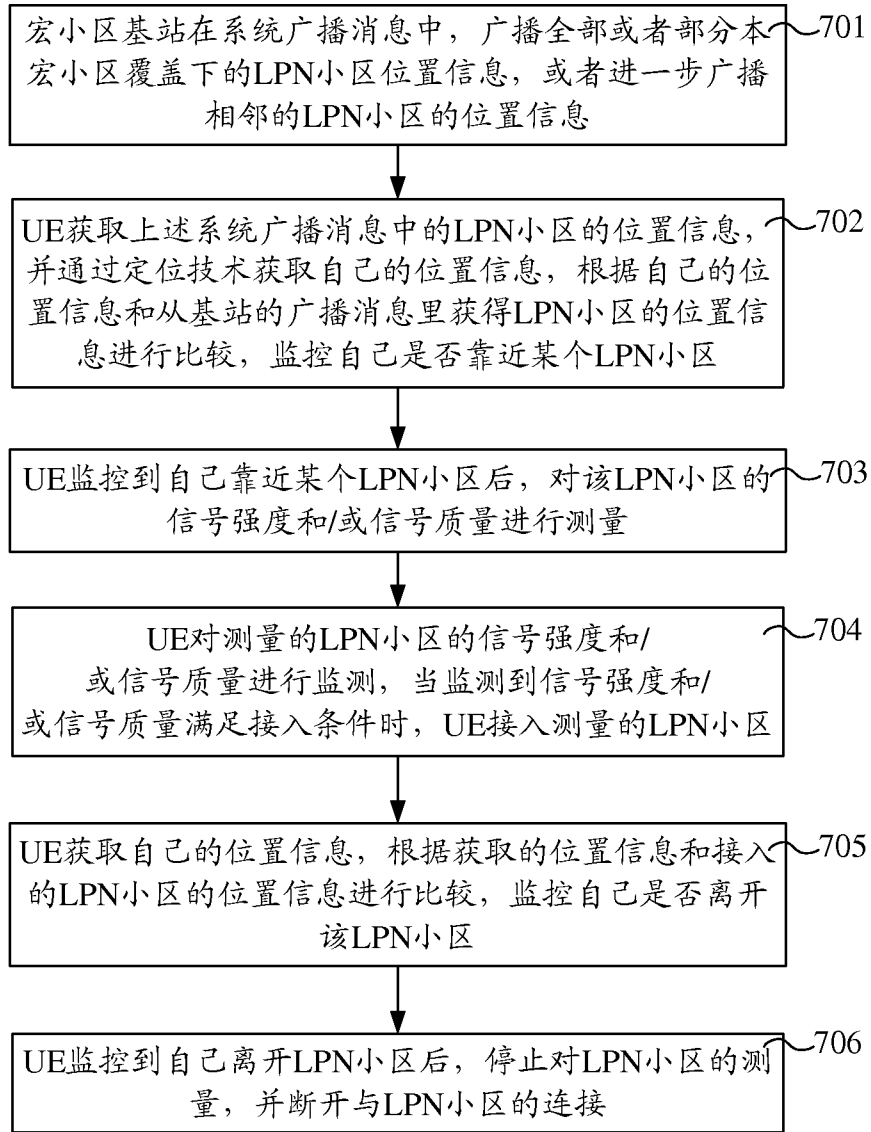 宏小区基站在系统广播消息中，广播全部或者部分本
宏小区覆盖下的LPN小区位置信息，或者进一步广播
相邻的LPN小区的位置信息
701
UE获取上述系统广播消息中的LPN小区的位置信息，
并通过定位技术获取自己的位置信息，根据自己的位
置信息和从基站的广播消息里获得LPN小区的位置信
息进行比较，监控自己是否靠近某个LPN小区
702
UE监控到自己靠近某个LPN小区后，对该LPN小区的
信号强度和/或信号质量进行测量
703
UE对测量的LPN小区的信号强度和/
或信号质量进行监测，当监测到信号强度和/
或信号质量满足接入条件时，UE接入测量的LPN小区
704
UE获取自己的位置信息，根据获取的位置信息和接入
的LPN小区的位置信息进行比较，监控自己是否离开
该LPN小区
705
UE监控到自己离开LPN小区后，停止对LPN小区的测
量，并断开与LPN小区的连接
706